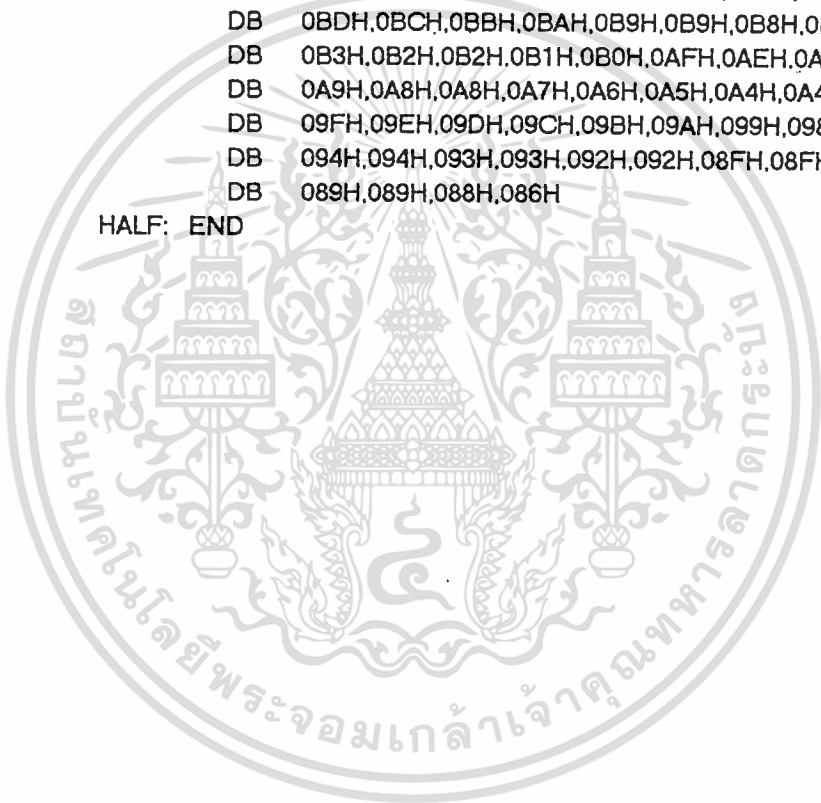 DB 0BDH,0BCH,0BBH,0BAH,0B9H,0B9H,0B8H,
DB 0B3H,0B2H,0B2H,0B1H,0B0H,0AFH,0AEH,
DB 0A9H,0A8H,0A8H,0A7H,0A6H,0A5H,0A4H,
DB 09FH,09EH,09DH,09CH,09BH,09AH,099H,
DB 094H,094H,093H,093H,092H,092H,08FH,08FH
DB 089H,089H,088H,086H
HALF: END
สถาบันเทคโนโลยีพระจอมเกล้าเจ้าคุณทหารลาดกระบัง